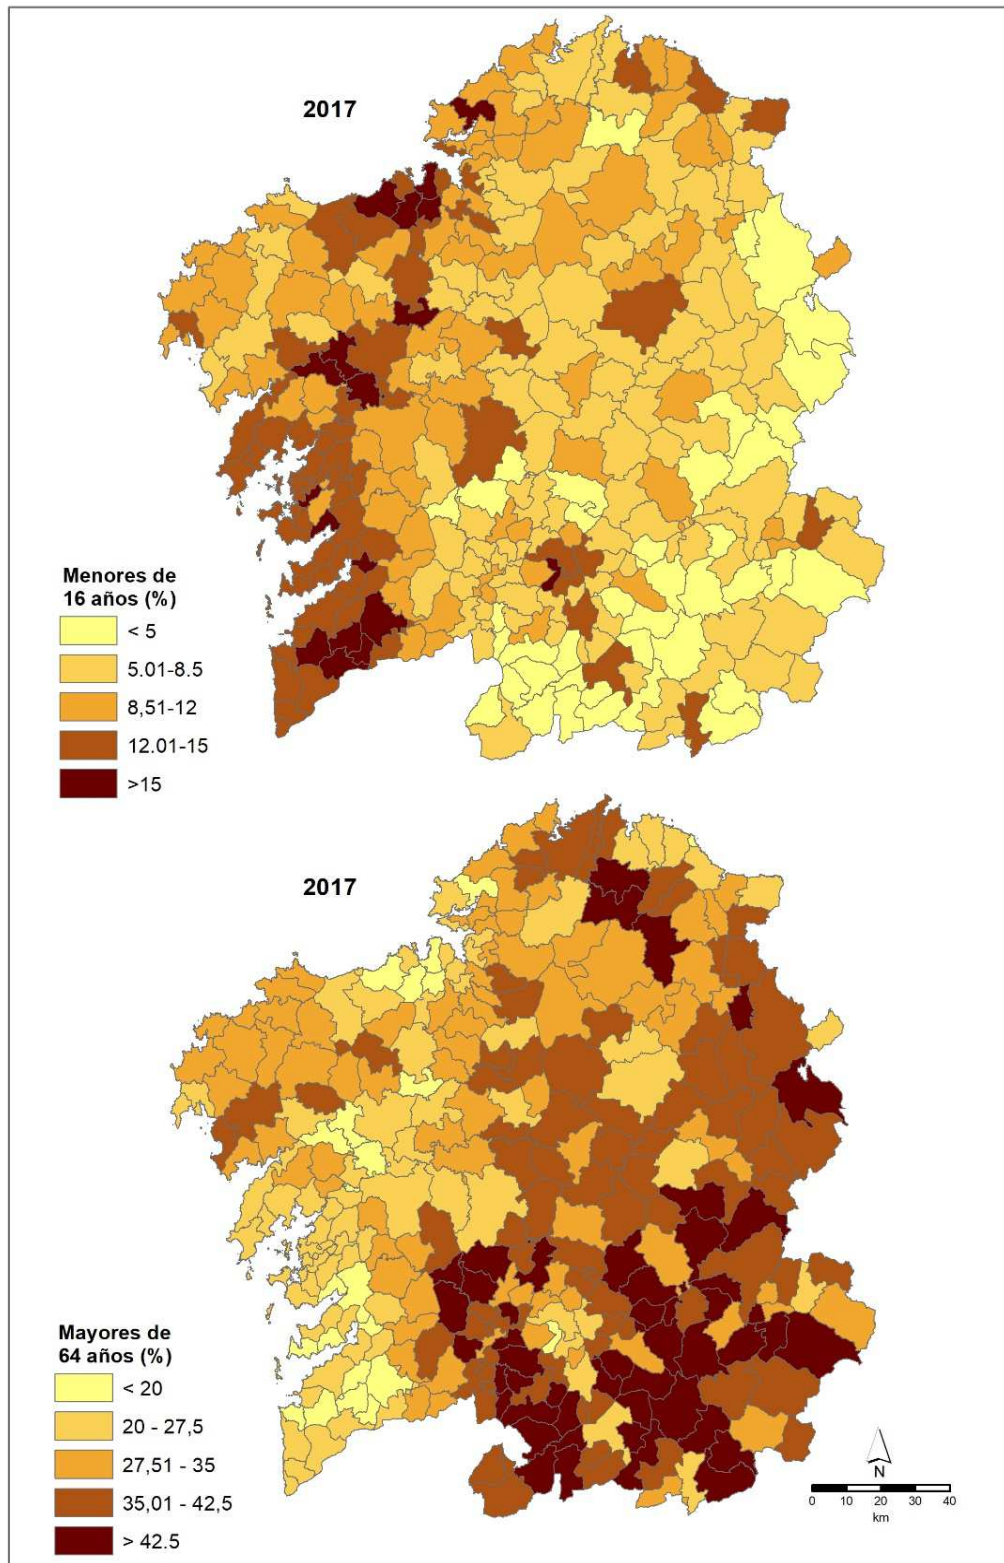 2017
Menores de
16 años (%)
< 5
5.01-8.5
8,51-12
12.01-15
>15
2017
Mayores de
64 años (%)
< 20
20 - 27,5
27,51 - 35
35,01 - 42,5
> 42.5
N
0 10 20 30 40
km